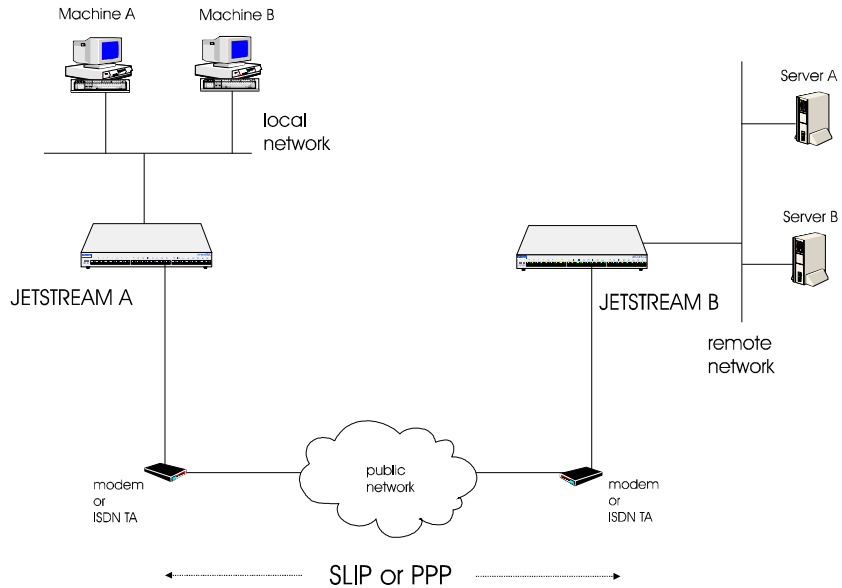 Machine A
Machine B
Server A
local
network
Server B
JETSTREAM A
JETSTREAM B
remote
network
public
network
modem
or
ISDN TA
modem
or
ISDN TA
SLIP or PPP